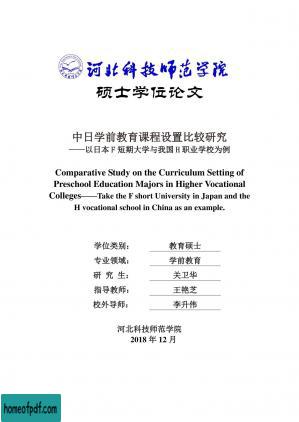 河北科技师范学院
硕士学位论文
中日学前教育课程设置比较研究
——以日本 F 短期大学与我国 H 职业学校为例
Comparative Study on the Curriculum Setting of
Preschool Education Majors in Higher Vocational
Colleges——Take the F short University in Japan and the
H vocational school in China as an example.
学位类别： 教育硕士
专业领域： 学前教育
研 究 生： 关卫华
指导教师： 王艳芝
校外导师： 李升伟
河北科技师范学院
2018 年 12 月
homeofpdf.com